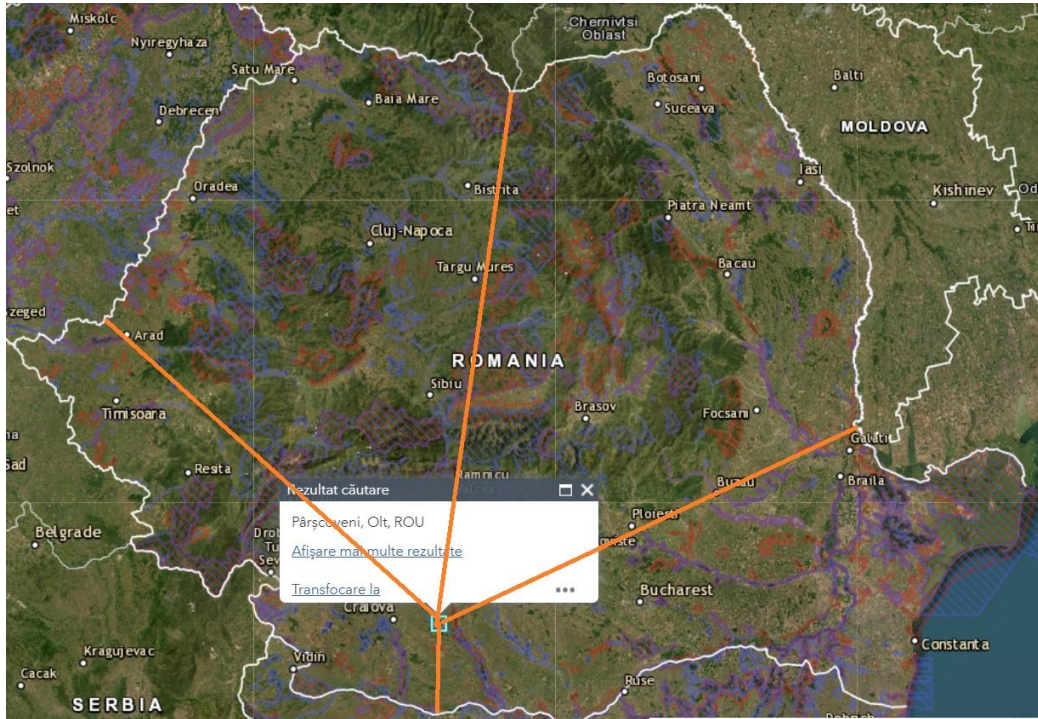 Miskolc
Chernivtsi
Oblast
Nyiregyhaza
Satu Mare
Botosani
Balti
Baia Mare
Suceava
Debrecen
MOLDOVA
Szolnok
Iasi
Oradea
Bistrita
Kishinev
Piatra Neamt
Cluj-Napoca
Bacau
Targu Mures
Arad
ROMANIA
Sibiu
Timisoara
Brasov
Focsani
Galati
Resita
Ramnicu
Buzau
Braila
Rezultat căutare
Pârșcoveni, Olt, ROU
Ploiesti
Belgrade
Afișare mai multe rezultate
Transfocare la
•••
Bucharest
Craiova
Constanta
Kragujevac
Vidin
Cacak
Ruse
SERBIA